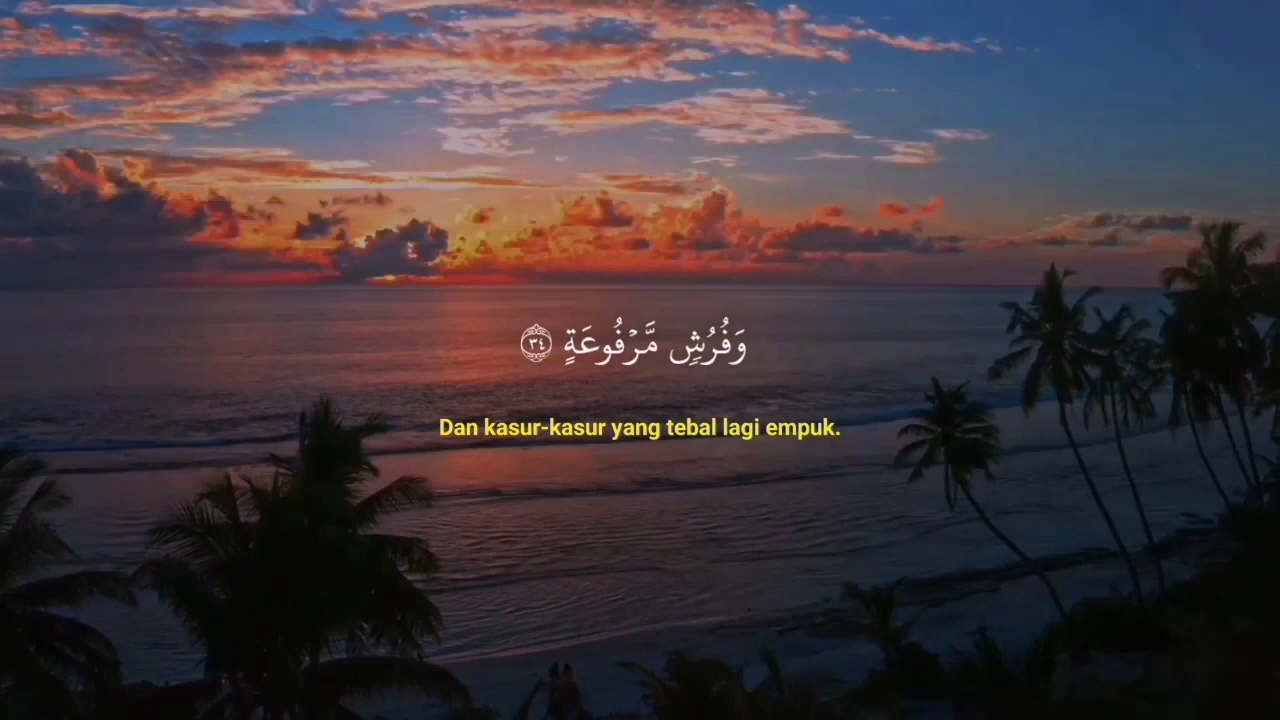 وَفُرُشٍ مَّرْفُوعَةٍ ٣٤
Dan kasur-kasur yang tebal lagi empuk.